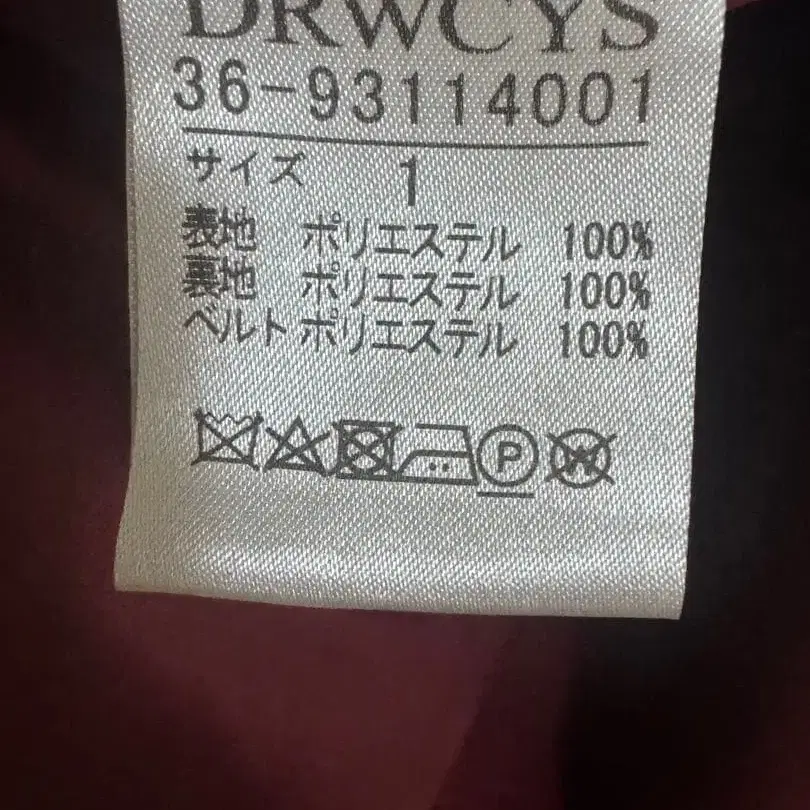 DRWCYS
36-93114001
サイズ 1
表地 ポリエステル 100%
裏地 ポリエステル 100%
ベルト ポリエステル 100%
P
W